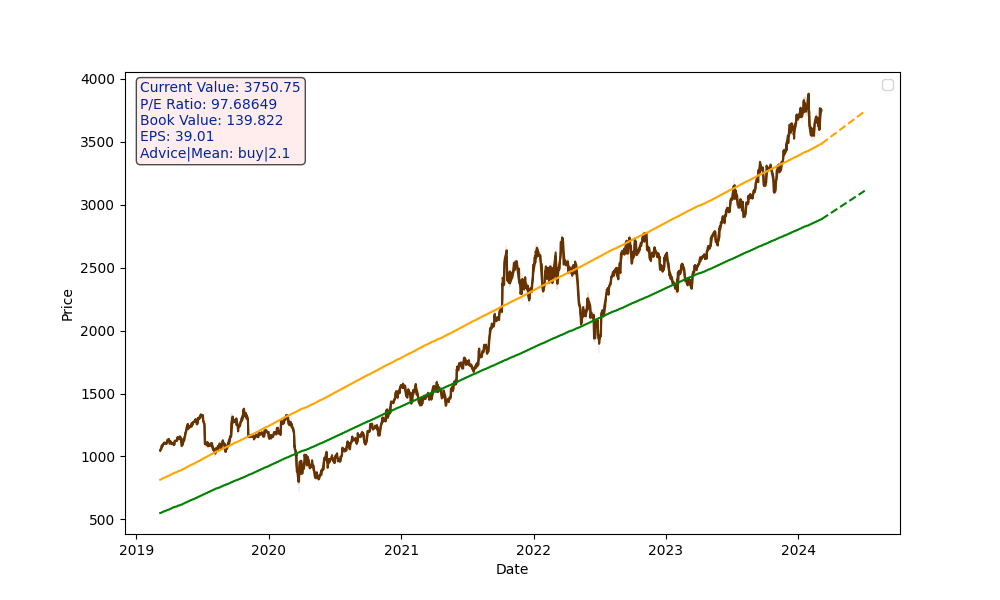 Current Value: 3750.75
P/E Ratio: 97.68649
Book Value: 139.822
EPS: 39.01
Advice|Mean: buy|2.1
4000
3500
3000
2500
2000
1500
1000
500
Price
2019 2020 2021 2022 2023 2024
Date